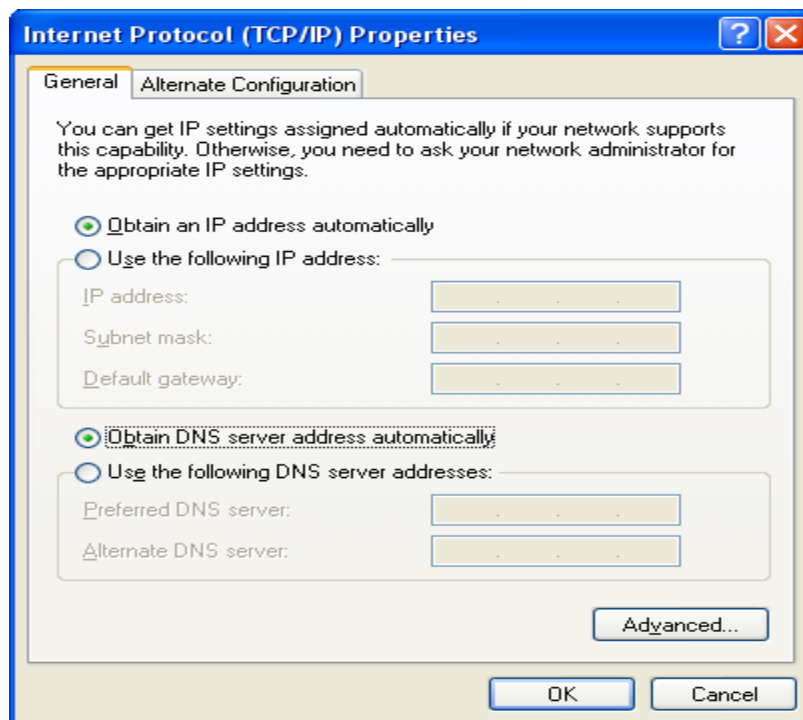 Internet Protocol (TCP/IP) Properties
General
Alternate Configuration
You can get IP settings assigned automatically if your network supports
this capability. Otherwise, you need to ask your network administrator for
the appropriate IP settings.
Obtain an IP address automatically
Use the following IP address:
IP address:
Subnet mask:
Default gateway:
Obtain DNS server address automatically
Use the following DNS server addresses:
Preferred DNS server:
Alternate DNS server:
Advanced...
OK
Cancel